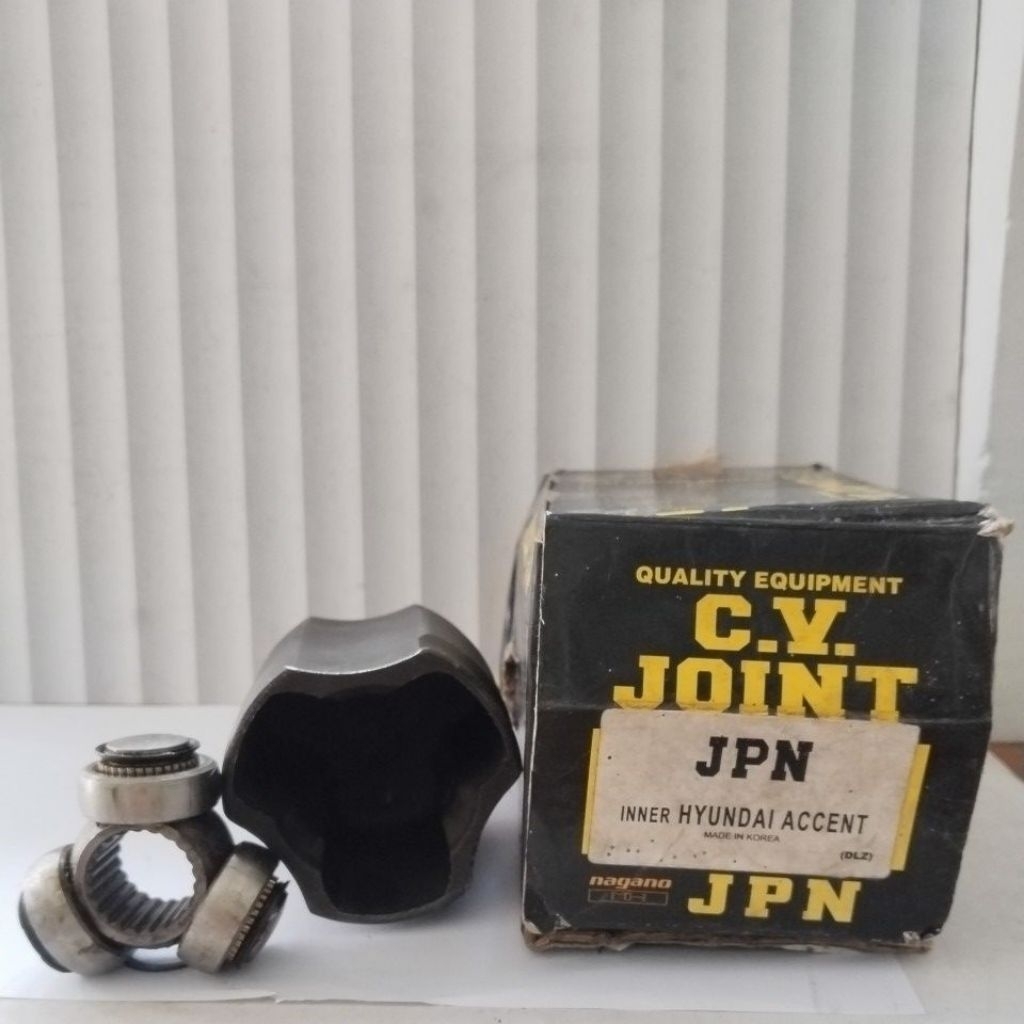 QUALITY EQUIPMENT
C.V.
JOINT
JPN
INNER HYUNDAI ACCENT
MADE IN KOREA
(DLZ)
nagano
JPN